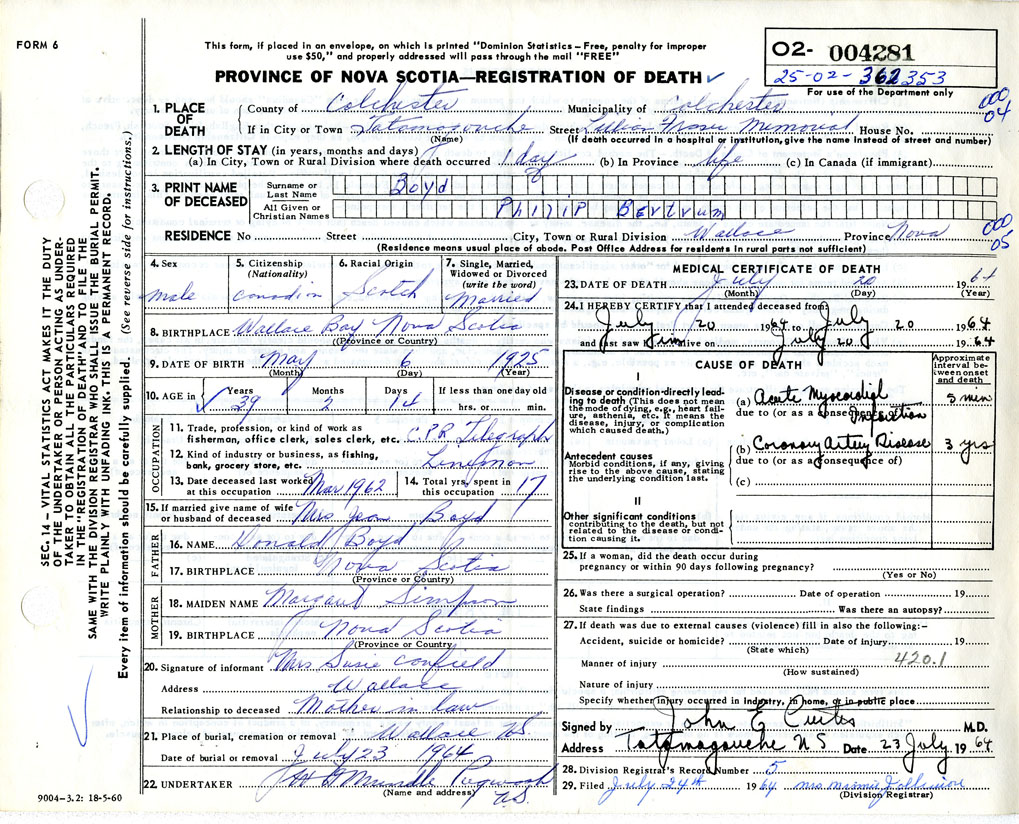 FORM 6
This form, if placed in an envelope, on which is printed "Dominion Statistics – Free, penalty for improper
use $50," and properly addressed will pass through the mail "FREE"
PROVINCE OF NOVA SCOTIA—REGISTRATION OF DEATH
02- 004281
25-02-362 353
For use of the Department only
000
04
1. PLACE OF DEATH
County of Colchester Municipality of Colchester
If in City or Town Tatamagouche Street Lillian Fraser Memorial House No.
(Name) (If death occurred in a hospital or institution, give the name instead of street and number)
2. LENGTH OF STAY (in years, months and days)
(a) In City, Town or Rural Division where death occurred 1 day (b) In Province life (c) In Canada (if immigrant)
3. PRINT NAME OF DECEASED
Surname or Last Name Boyd
All Given or Christian Names Philip Bertrum
000
05
RESIDENCE No Street City, Town or Rural Division Wallace Province Nova
(Residence means usual place of abode. Post Office Address for residents in rural parts not sufficient)
4. Sex male
5. Citizenship (Nationality) Canadian
6. Racial Origin Scotch
7. Single, Married, Widowed or Divorced (write the word) Married
8. BIRTHPLACE Wallace Bay Nova Scotia
(Province or Country)
9. DATE OF BIRTH May 6 1925
(Month) (Day) (Year)
10. AGE in Years 39 Months 2 Days 14 If less than one day old hrs. or min.
OCCUPATION
11. Trade, profession, or kind of work as fisherman, office clerk, sales clerk, etc. C.P.R. Telegraph
12. Kind of industry or business, as fishing, bank, grocery store, etc. Lineman
13. Date deceased last worked at this occupation Mar 1962
14. Total yrs. spent in this occupation 17
15. If married give name of wife or husband of deceased Mrs Jean Boyd
FATHER
16. NAME Donald Boyd
17. BIRTHPLACE Nova Scotia
(Province or Country)
MOTHER
18. MAIDEN NAME Margaret Simpson
19. BIRTHPLACE Nova Scotia
(Province or Country)
20. Signature of informant Mrs Susie Canfield
Address Wallace
Relationship to deceased Mother in law
21. Place of burial, cremation or removal Wallace N.S.
Date of burial or removal July 23 1964
22. UNDERTAKER Pugwash
(Name and address) N.S.
MEDICAL CERTIFICATE OF DEATH
23. DATE OF DEATH July 20 1964
(Month) (Day) (Year)
24. I HEREBY CERTIFY that I attended deceased from
July 20 1964 to July 20 1964
and last saw him alive on July 20 1964
CAUSE OF DEATH
Approximate interval between onset and death
I
Disease or condition directly leading to death (This does not mean the mode of dying, e.g., heart failure, asthenia, etc. It means the disease, injury, or complication which caused death.)
(a) Acute Myocardial Infarction 5 min
due to (or as a consequence of)
Antecedent causes
Morbid conditions, if any, giving rise to the above cause, stating the underlying condition last.
(b) Coronary Artery Disease 3 yrs
due to (or as a consequence of)
(c)
II
Other significant conditions contributing to the death, but not related to the disease or condition causing it.
25. If a woman, did the death occur during
pregnancy or within 90 days following pregnancy?
(Yes or No)
26. Was there a surgical operation? Date of operation 19
State findings Was there an autopsy?
27. If death was due to external causes (violence) fill in also the following:-
Accident, suicide or homicide? Date of injury 19
(State which)
420.1
Manner of injury
(How sustained)
Nature of injury
Specify whether injury occurred in Industry, in home, or in public place
Signed by John E Curtis M.D.
Address Tatamagouche N S Date 23 July 1964
28. Division Registrar's Record Number 5
29. Filed July 24th 1964
(Division Registrar)
SEC. 14 – VITAL STATISTICS ACT MAKES IT THE DUTY
OF THE UNDERTAKER OR PERSON ACTING AS UNDERTAKER
TO OBTAIN ALL THE PARTICULARS REQUIRED
IN THE "REGISTRATION OF DEATH" AND TO FILE THE
SAME WITH THE DIVISION REGISTRAR WHO SHALL ISSUE THE BURIAL PERMIT.
WRITE PLAINLY WITH UNFADING INK. THIS IS A PERMANENT RECORD.
Every item of information should be carefully supplied. (See reverse side for instructions.)
9004-3.2: 18-5-60